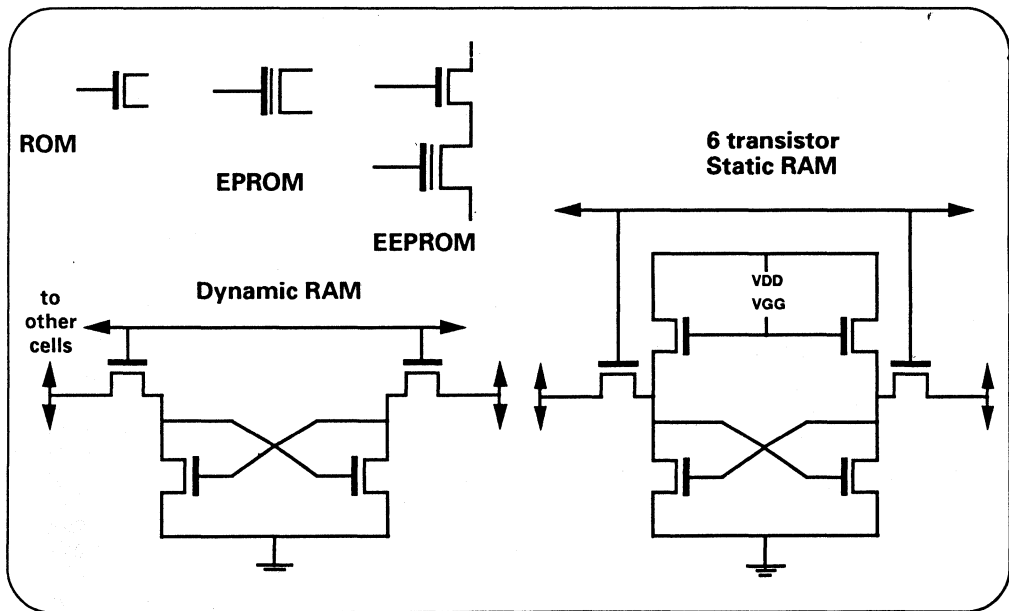 ROM
EPROM
EEPROM
6 transistor
Static RAM
Dynamic RAM
to
other
cells
VDD
VGG